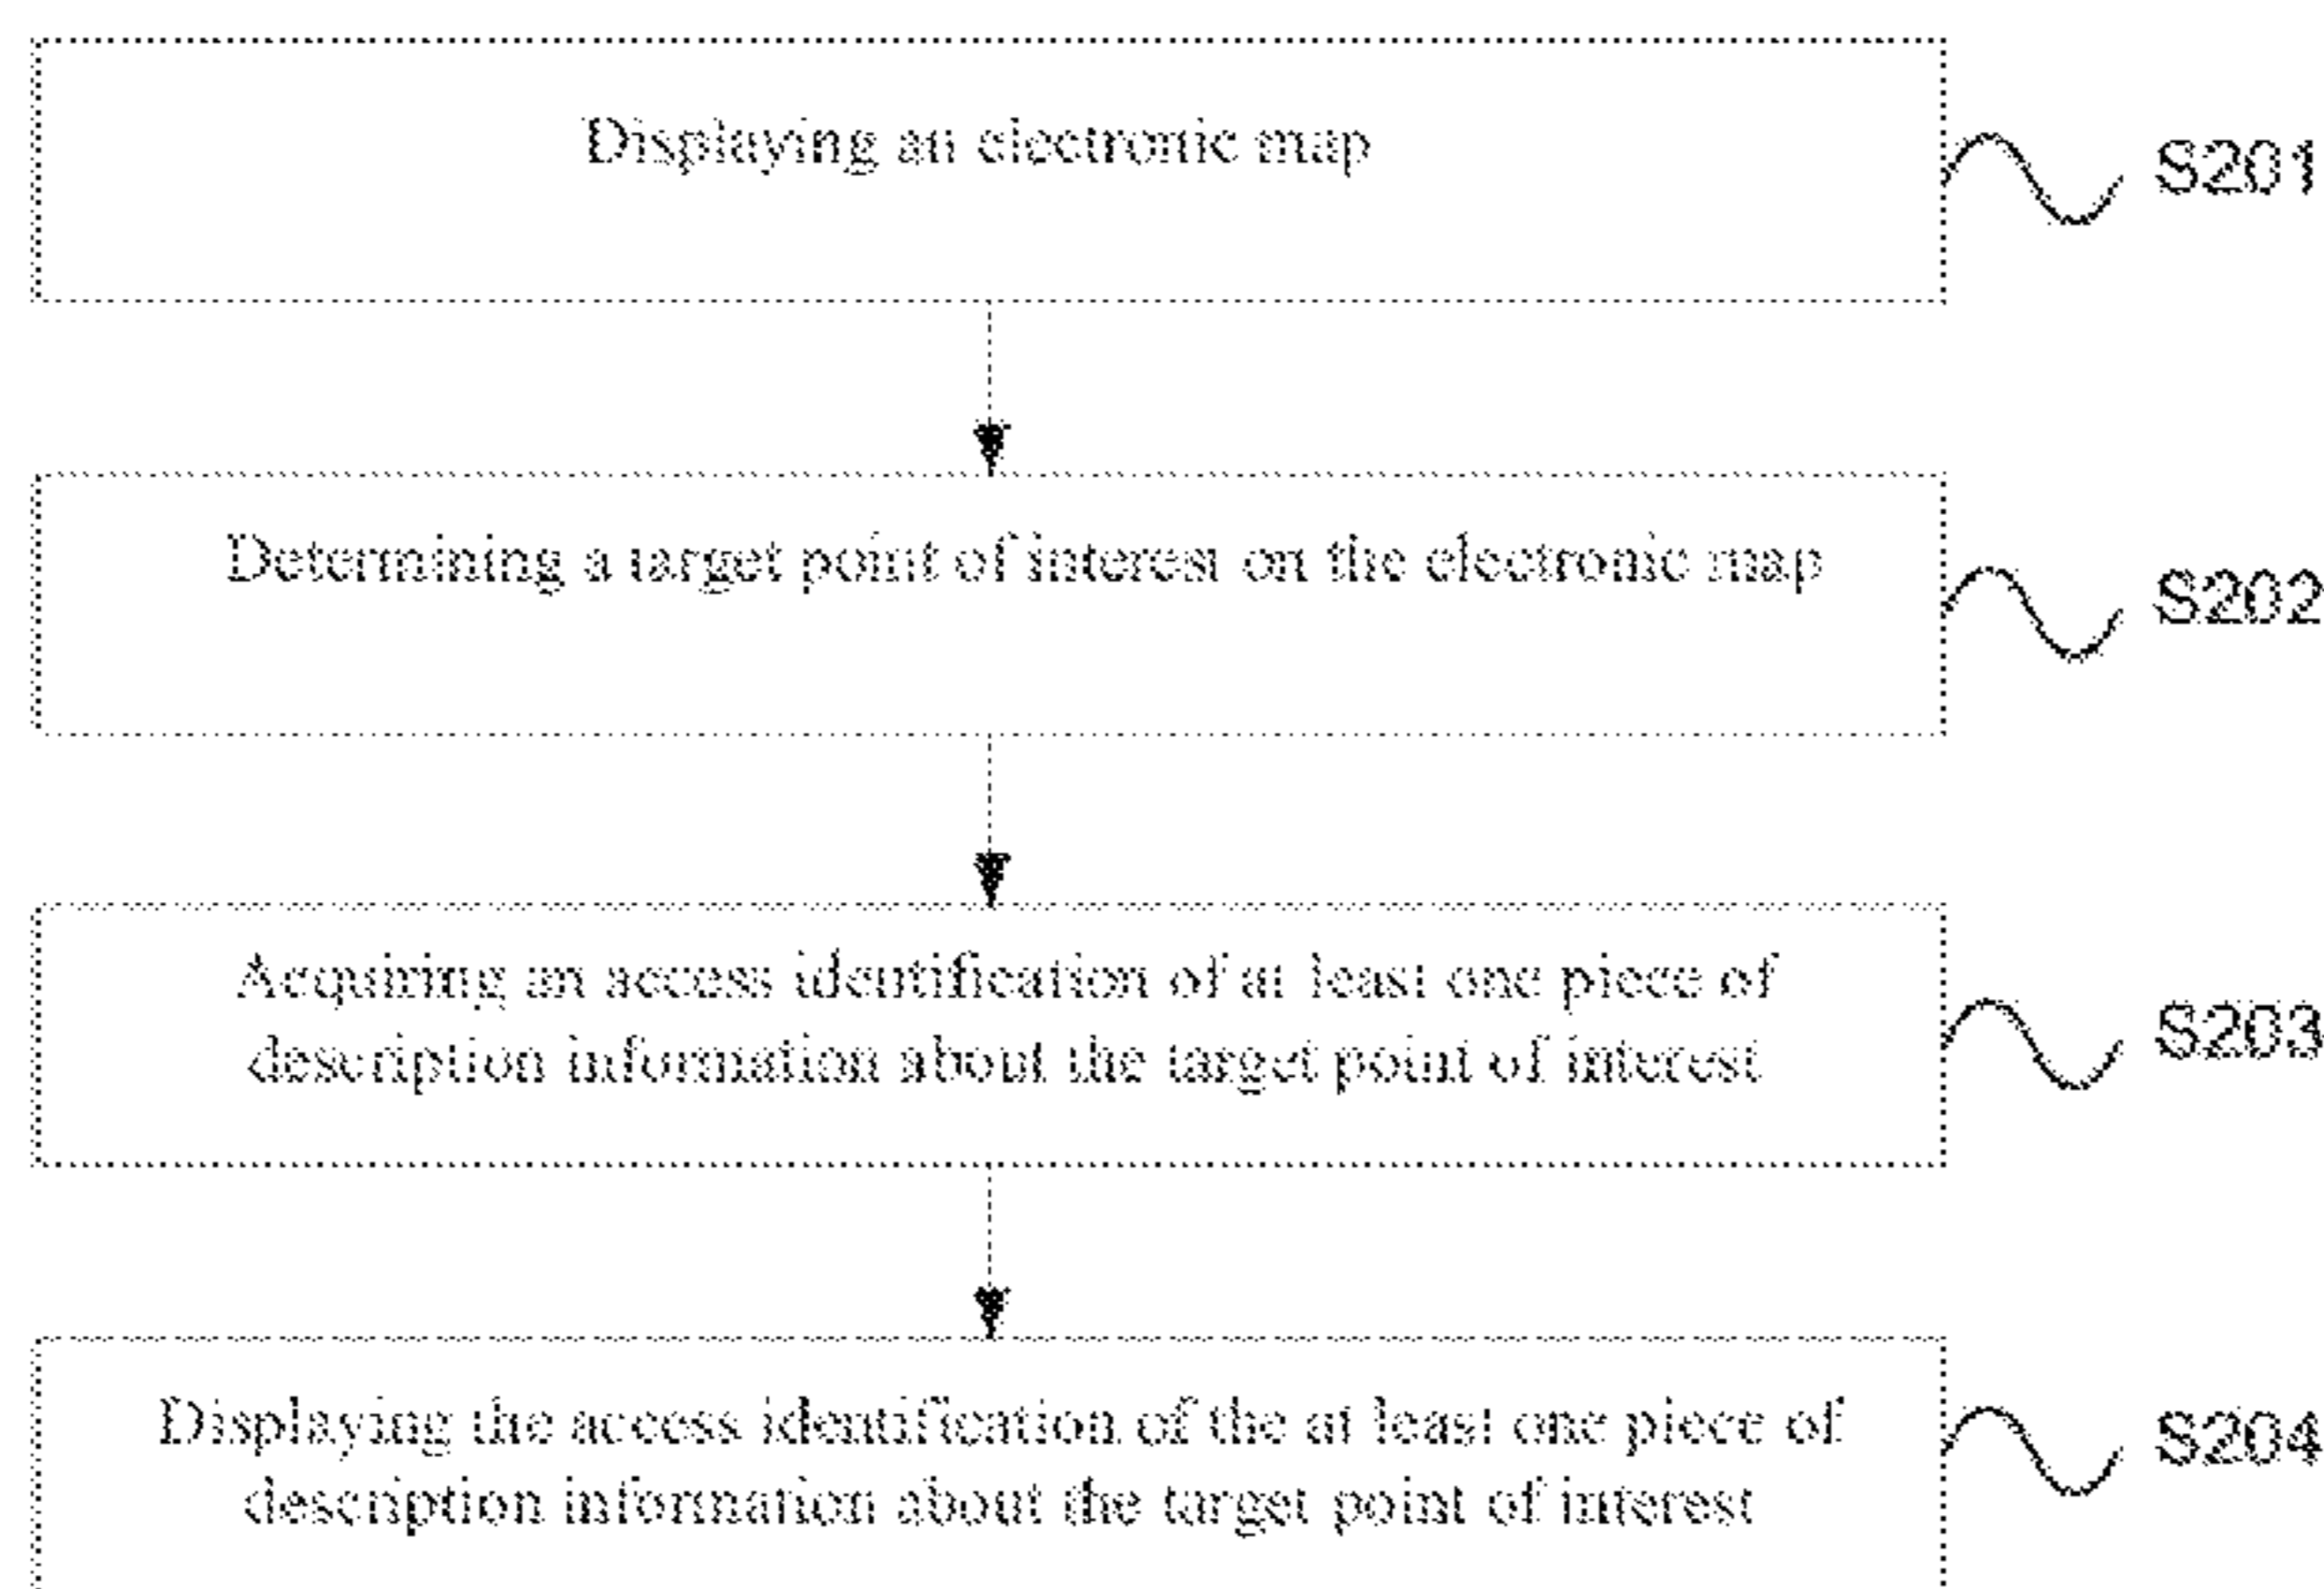 Displaying an electronic map
S201
Determining a target point of interest on the electronic map
S202
Acquiring an access identification of at least one piece of
description information about the target point of interest
S203
Displaying the access identification of the at least one piece of
description information about the target point of interest
S204